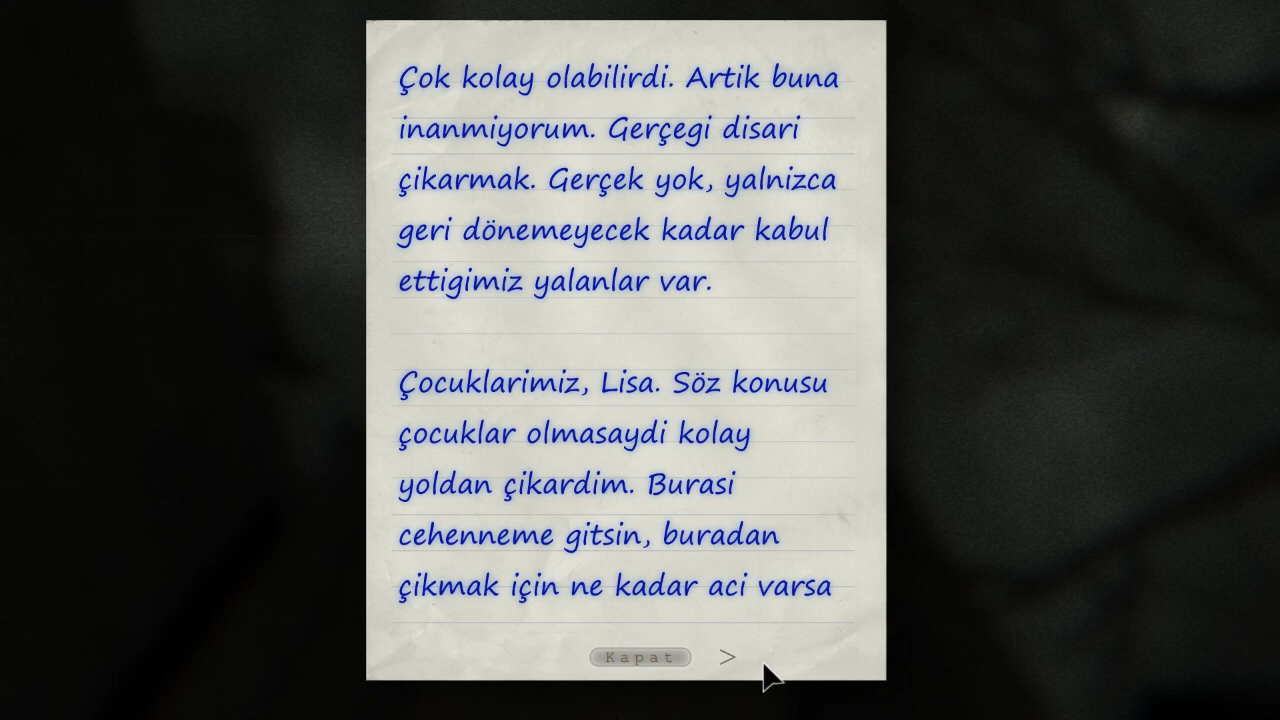 Çok kolay olabilirdi. Artik buna
inanmiyorum. Gerçegi disari
çikarmak. Gerçek yok, yalnizca
geri dönemeyecek kadar kabul
ettigimiz yalanlar var.
Çocuklarimiz, Lisa. Söz konusu
çocuklar olmasaydi kolay
yoldan çikardim. Burasi
cehenneme gitsin, buradan
çikmak için ne kadar aci varsa
Kapat >